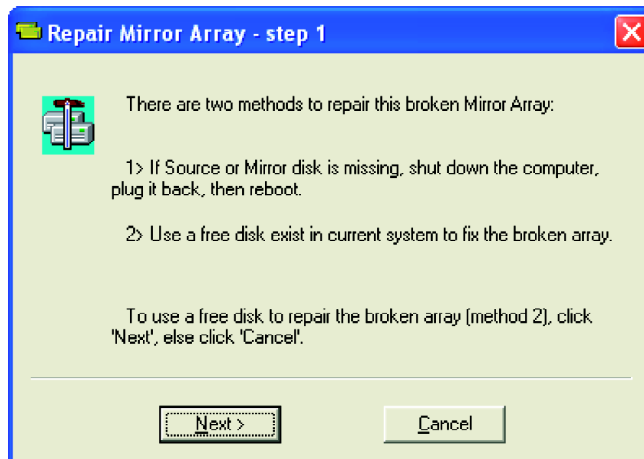 Repair Mirror Array - step 1
There are two methods to repair this broken Mirror Array:
1> If Source or Mirror disk is missing, shut down the computer,
plug it back, then reboot.
2> Use a free disk exist in current system to fix the broken array.
To use a free disk to repair the broken array (method 2), click
'Next', else click 'Cancel'.
Next >
Cancel